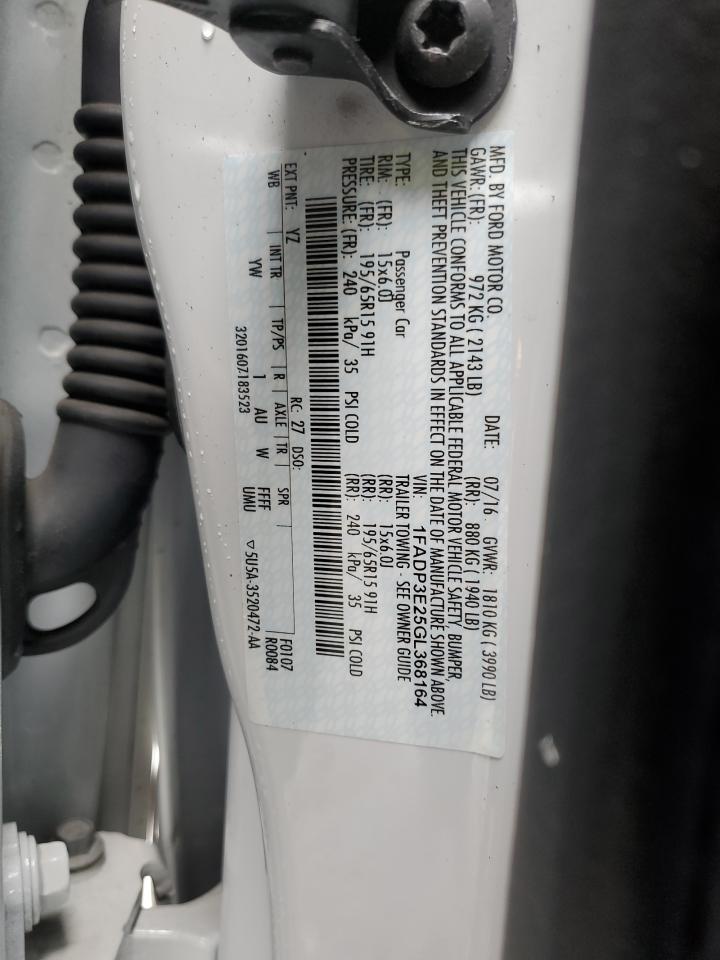 MFD. BY FORD MOTOR CO. DATE: 07/16 GVWR: 1810 KG ( 3990 LB)
GAWR: (FR): 972 KG ( 2143 LB) (RR): 880 KG ( 1940 LB)
THIS VEHICLE CONFORMS TO ALL APPLICABLE FEDERAL MOTOR VEHICLE SAFETY, BUMPER,
AND THEFT PREVENTION STANDARDS IN EFFECT ON THE DATE OF MANUFACTURE SHOWN ABOVE.
VIN: 1FADP3E25GL368164
TYPE: Passenger Car TRAILER TOWING - SEE OWNER GUIDE
RIM: (FR): 15x6.0J (RR): 15x6.0J
TIRE: (FR): 195/65R15 91H (RR): 195/65R15 91H
PRESSURE: (FR): 240 kPa/ 35 PSI COLD (RR): 240 kPa/ 35 PSI COLD
EXT PNT: YZ RC: 27 DSO: F0107
WB INT TR TP/PS R AXLE TR SPR R0084
YW 1 AU W FFFF UMU
3201607183523 ▽5U5A-3520472-AA